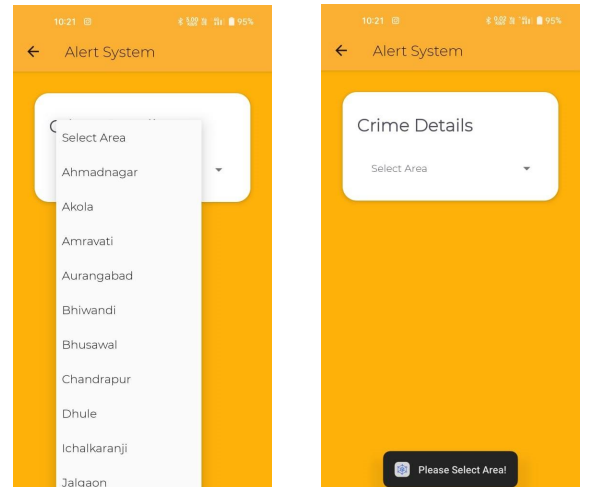 10:21
95%
Alert System
Select Area
Ahmadnagar
Akola
Amravati
Aurangabad
Bhiwandi
Bhusawal
Chandrapur
Dhule
Ichalkaranji
Jalgaon
10:21
95%
Alert System
Crime Details
Select Area
Please Select Area!